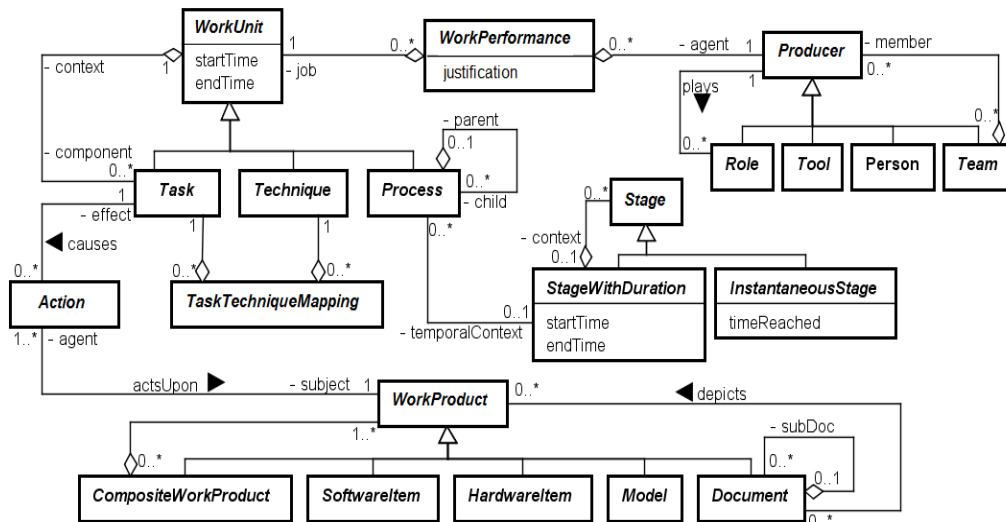 WorkUnit
startTime
endTime
- context
1
1
- job
0..*
WorkPerformance
justification
0..*
- agent
1
Producer
- member
0..*
plays
1
0..*
0..*
Role
Tool
Person
Team
- component
0..*
- parent
0..1
0..*
- child
Task
Technique
Process
1
- effect
causes
1
1
0..*
0..*
0..*
0..*
Action
TaskTechniqueMapping
0..*
Stage
- context
0..1
StageWithDuration
startTime
endTime
InstantaneousStage
timeReached
0..1
- temporalContext
1..*
- agent
actsUpon
- subject
1
WorkProduct
0..*
depicts
1..*
0..*
- subDoc
0..*
0..1
CompositeWorkProduct
SoftwareItem
HardwareItem
Model
Document
0..*